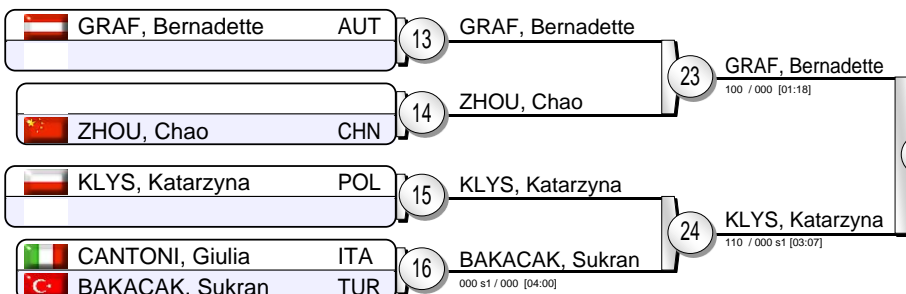 GRAF, Bernadette AUT
13
GRAF, Bernadette
23
GRAF, Bernadette
100 / 000 [01:18]
14
ZHOU, Chao
ZHOU, Chao CHN
KLYS, Katarzyna POL
15
KLYS, Katarzyna
24
KLYS, Katarzyna
110 / 000 s1 [03:07]
CANTONI, Giulia ITA
16
BAKACAK, Sukran
000 s1 / 000 [04:00]
BAKACAK, Sukran TUR